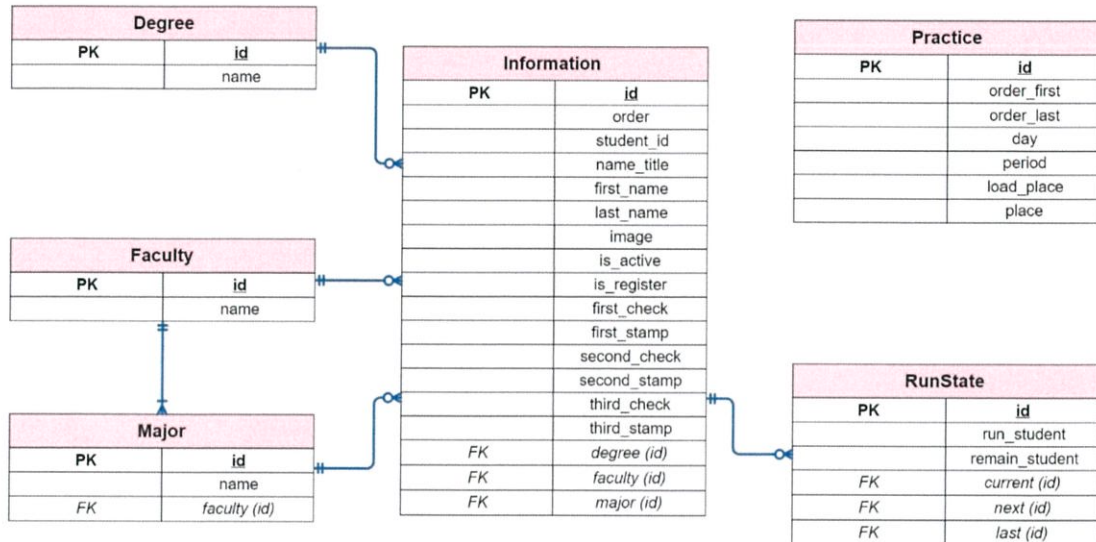 Degree
PK id
name
Faculty
PK id
name
Major
PK id
name
FK faculty (id)
Information
PK id
order
student_id
name_title
first_name
last_name
image
is_active
is_register
first_check
first_stamp
second_check
second_stamp
third_check
third_stamp
FK degree (id)
FK faculty (id)
FK major (id)
Practice
PK id
order_first
order_last
day
period
load_place
place
RunState
PK id
run_student
remain_student
FK current (id)
FK next (id)
FK last (id)